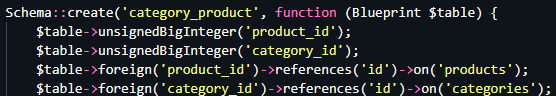 Schema::create('category_product', function (Blueprint $table) {
$table->unsignedBigInteger('product_id');
$table->unsignedBigInteger('category_id');
$table->foreign('product_id')->references('id')->on('products');
$table->foreign('category_id')->references('id')->on('categories');